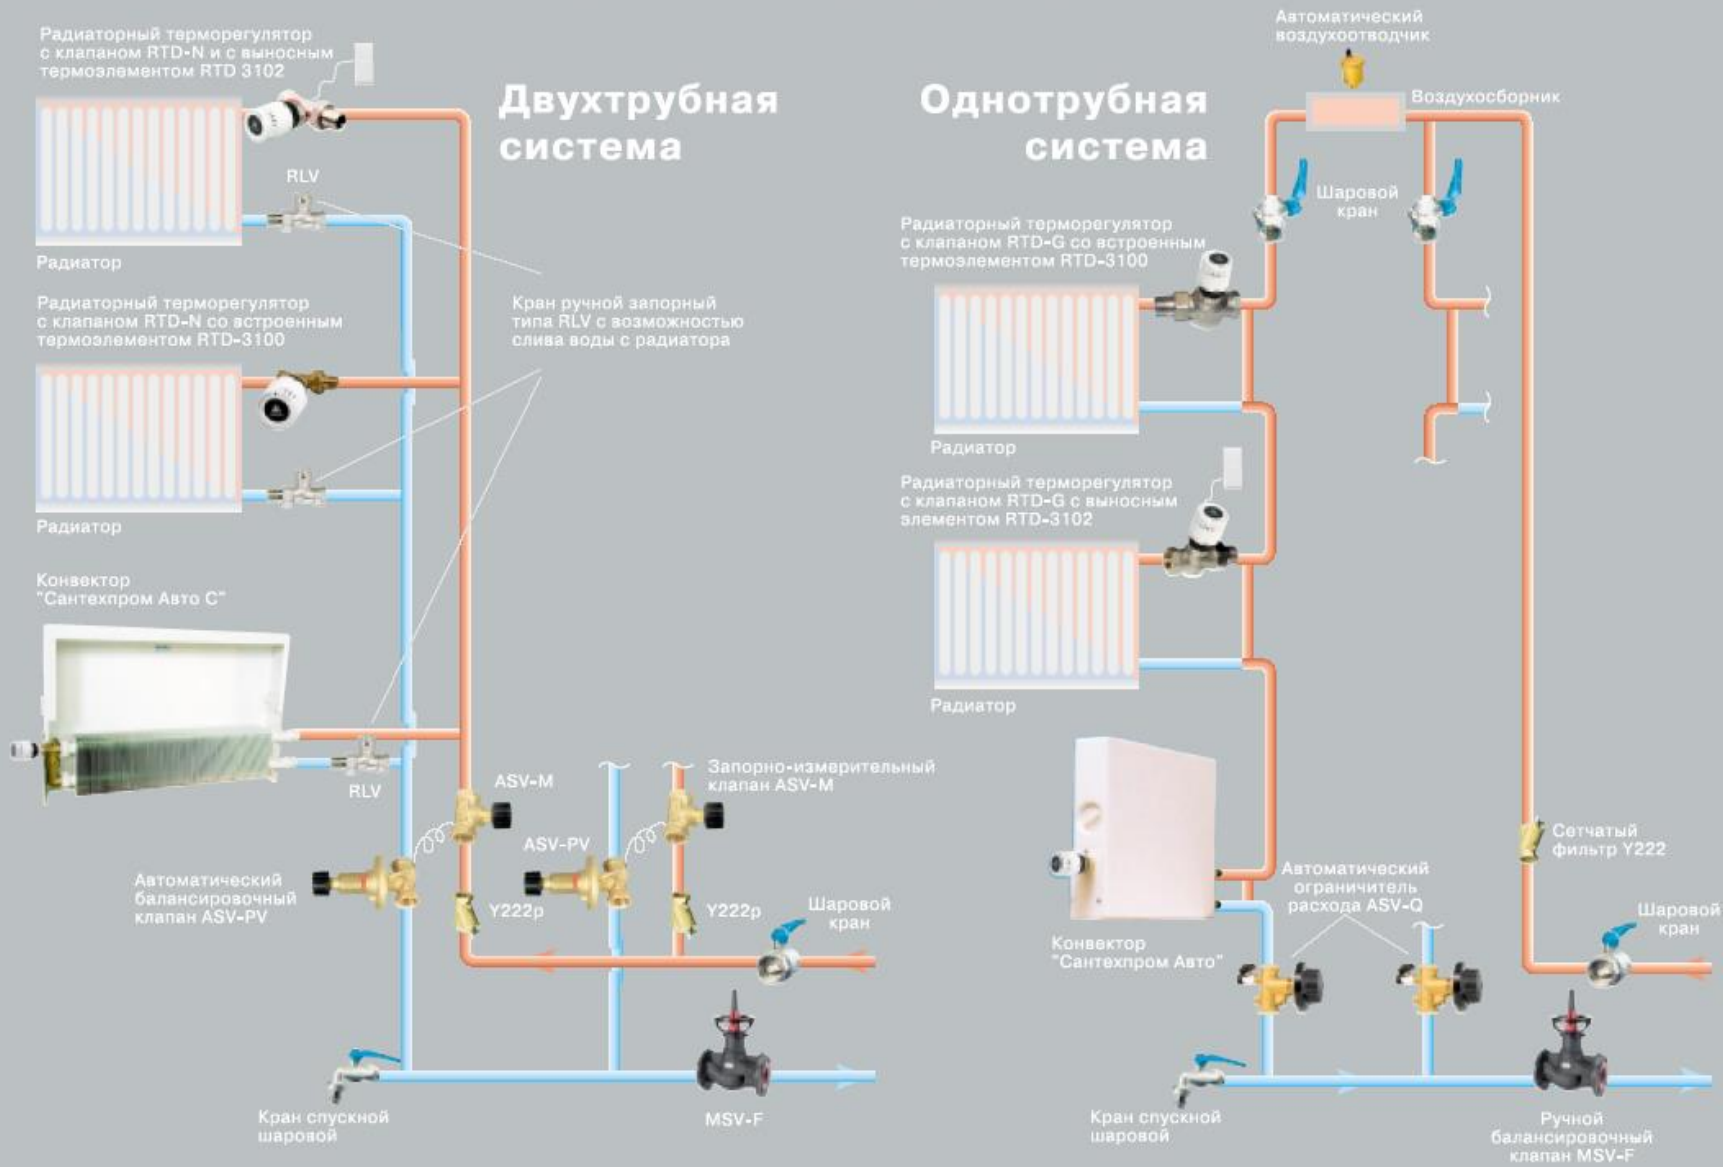 Радиаторный терморегулятор
с клапаном RTD-N и с выносным
термоэлементом RTD 3102
Двухтрубная
система
RLV
Радиатор
Радиаторный терморегулятор
с клапаном RTD-N со встроенным
термоэлементом RTD-3100
Кран ручной запорный
типа RLV с возможностью
слива воды с радиатора
Радиатор
Конвектор
"Сантехпром Авто С"
RLV
ASV-M
Запорно-измерительный
клапан ASV-M
ASV-PV
Автоматический
балансировочный
клапан ASV-PV
Y222p
Y222p
Шаровой
кран
Кран спускной
шаровой
MSV-F
Однотрубная
система
Автоматический
воздухоотводчик
Воздухосборник
Шаровой
кран
Радиаторный терморегулятор
с клапаном RTD-G со встроенным
термоэлементом RTD-3100
Радиатор
Радиаторный терморегулятор
с клапаном RTD-G с выносным
элементом RTD-3102
Радиатор
Сетчатый
фильтр Y222
Автоматический
ограничитель
расхода ASV-Q
Шаровой
кран
Конвектор
"Сантехпром Авто"
Кран спускной
шаровой
Ручной
балансировочный
клапан MSV-F